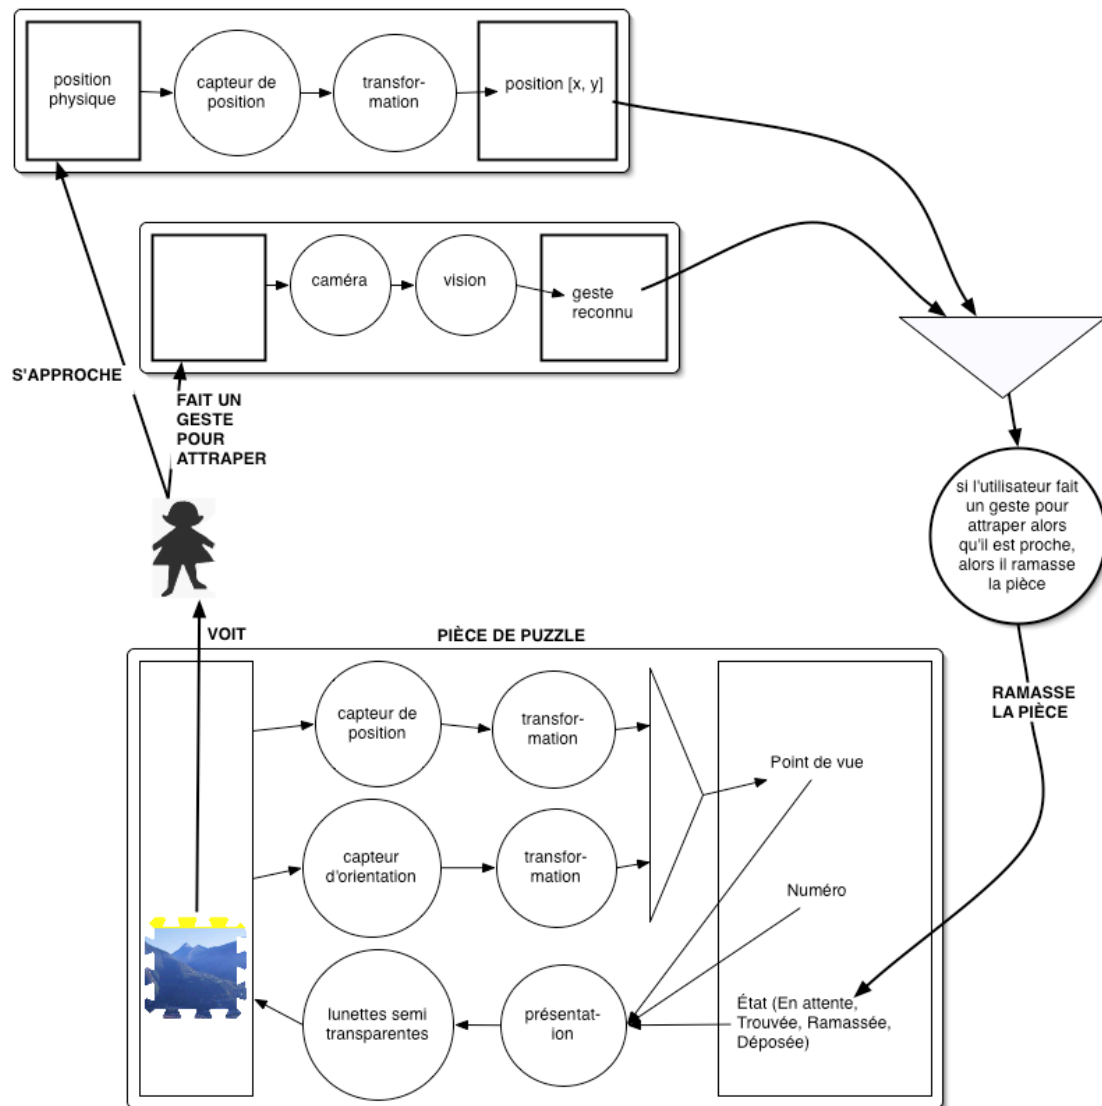 position
physique
capteur de
position
transfor-
mation
position [x, y]
caméra
vision
geste
reconnu
S'APPROCHE
FAIT UN
GESTE
POUR
ATTRAPER
si l'utilisateur fait
un geste pour
attraper alors
qu'il est proche,
alors il ramasse
la pièce
VOIT
PIÈCE DE PUZZLE
RAMASSE
LA PIÈCE
capteur de
position
transfor-
mation
Point de vue
capteur
d'orientation
transfor-
mation
Numéro
lunettes semi
transparentes
présentat-
ion
État (En attente,
Trouvée, Ramassée,
Déposée)